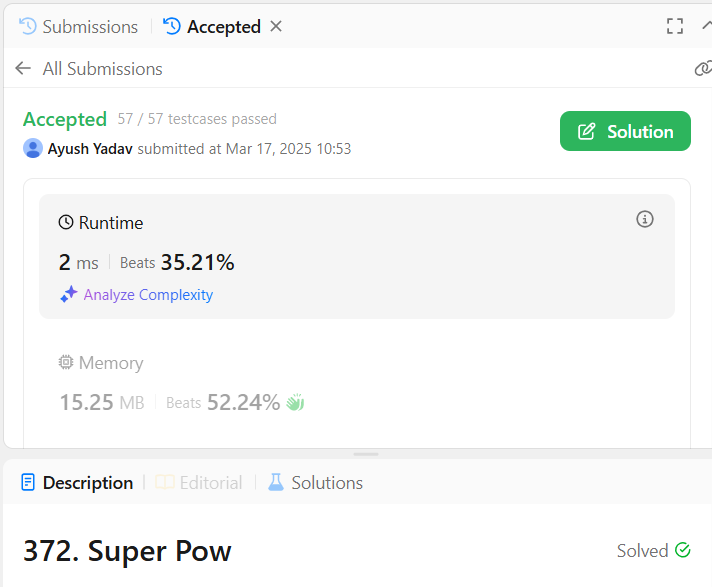 Submissions Accepted
All Submissions
Accepted 57 / 57 testcases passed
Solution
Ayush Yadav submitted at Mar 17, 2025 10:53
Runtime
2 ms Beats 35.21%
Analyze Complexity
Memory
15.25 MB Beats 52.24%
Description Editorial Solutions
372. Super Pow Solved